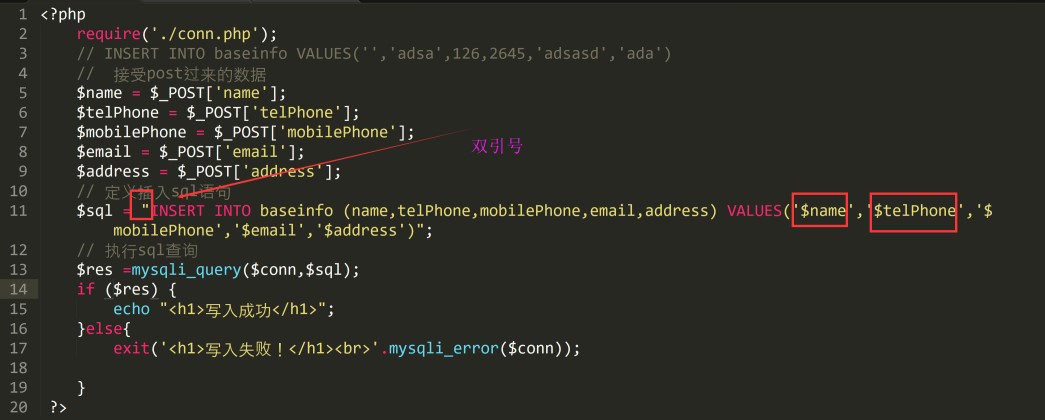 1 <?php
2 require('./conn.php');
3 // INSERT INTO baseinfo VALUES('','adsa',126,2645,'adsasd','ada')
4 // 接受post过来的数据
5 $name = $_POST['name'];
6 $telPhone = $_POST['telPhone'];
7 $mobilePhone = $_POST['mobilePhone'];
双引号
8 $email = $_POST['email'];
9 $address = $_POST['address'];
10 // 定义插入sql语句
11 $sql = "INSERT INTO baseinfo (name,telPhone,mobilePhone,email,address) VALUES('$name','$telPhone','$
mobilePhone','$email','$address')";
12 // 执行sql查询
13 $res =mysqli_query($conn,$sql);
14 if ($res) {
15 echo "<h1>写入成功</h1>";
16 }else{
17 exit('<h1>写入失败！</h1><br>'.mysqli_error($conn));
18
19 }
20 ?>